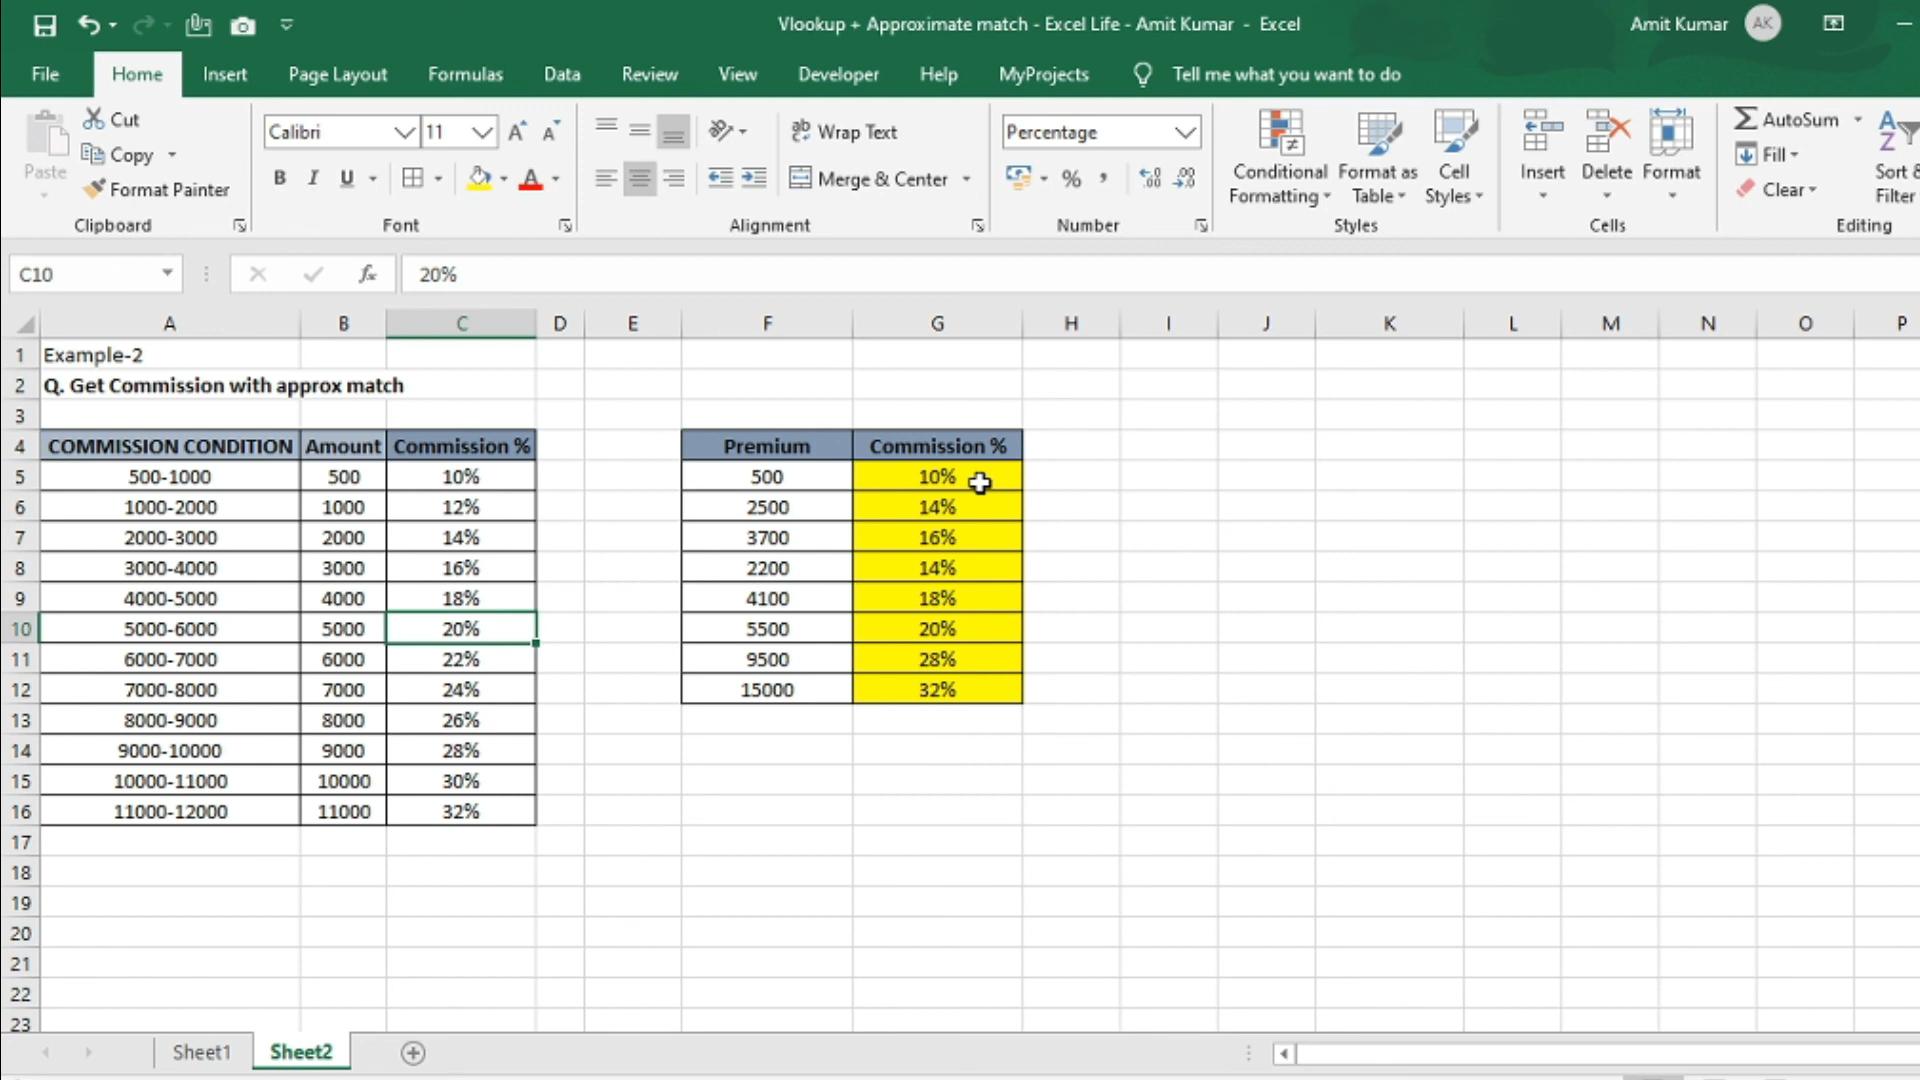 Vlookup + Approximate match - Excel Life - Amit Kumar - Excel
Amit Kumar AK
File Home Insert Page Layout Formulas Data Review View Developer Help MyProjects Tell me what you want to do
Paste
Cut
Copy
Format Painter
Clipboard
Calibri 11
B I U A
Font
Wrap Text
Merge & Center
Alignment
Percentage
%
Number
Conditional Formatting
Format as Table
Cell Styles
Styles
Insert Delete Format
Cells
AutoSum
Fill
Clear
Sort &
Filter
Editing
C10 fx 20%
A B C D E F G H I J K L M N O P
1 Example-2
2 Q. Get Commission with approx match
3
4 COMMISSION CONDITION Amount Commission % Premium Commission %
5 500-1000 500 10% 500 10%
6 1000-2000 1000 12% 2500 14%
7 2000-3000 2000 14% 3700 16%
8 3000-4000 3000 16% 2200 14%
9 4000-5000 4000 18% 4100 18%
10 5000-6000 5000 20% 5500 20%
11 6000-7000 6000 22% 9500 28%
12 7000-8000 7000 24% 15000 32%
13 8000-9000 8000 26%
14 9000-10000 9000 28%
15 10000-11000 10000 30%
16 11000-12000 11000 32%
17
18
19
20
21
22
23
Sheet1 Sheet2